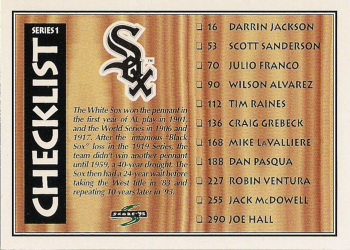 SERIES 1
CHECKLIST
Sox
The White Sox won the pennant in
the first year of AL play in 1901,
and the World Series in 1906 and
1917. After the infamous "Black
Sox" loss in the 1919 Series, the
team didn't win another pennant
until 1959, a 40-year drought. The
Sox then had a 24-year wait before
taking the West title in '83 and
repeating 10 years later in '93.
SCORE '95
16 DARRIN JACKSON
53 SCOTT SANDERSON
70 JULIO FRANCO
90 WILSON ALVAREZ
112 TIM RAINES
136 CRAIG GREBECK
168 MIKE LaVALLIERE
188 DAN PASQUA
227 ROBIN VENTURA
255 JACK McDOWELL
290 JOE HALL